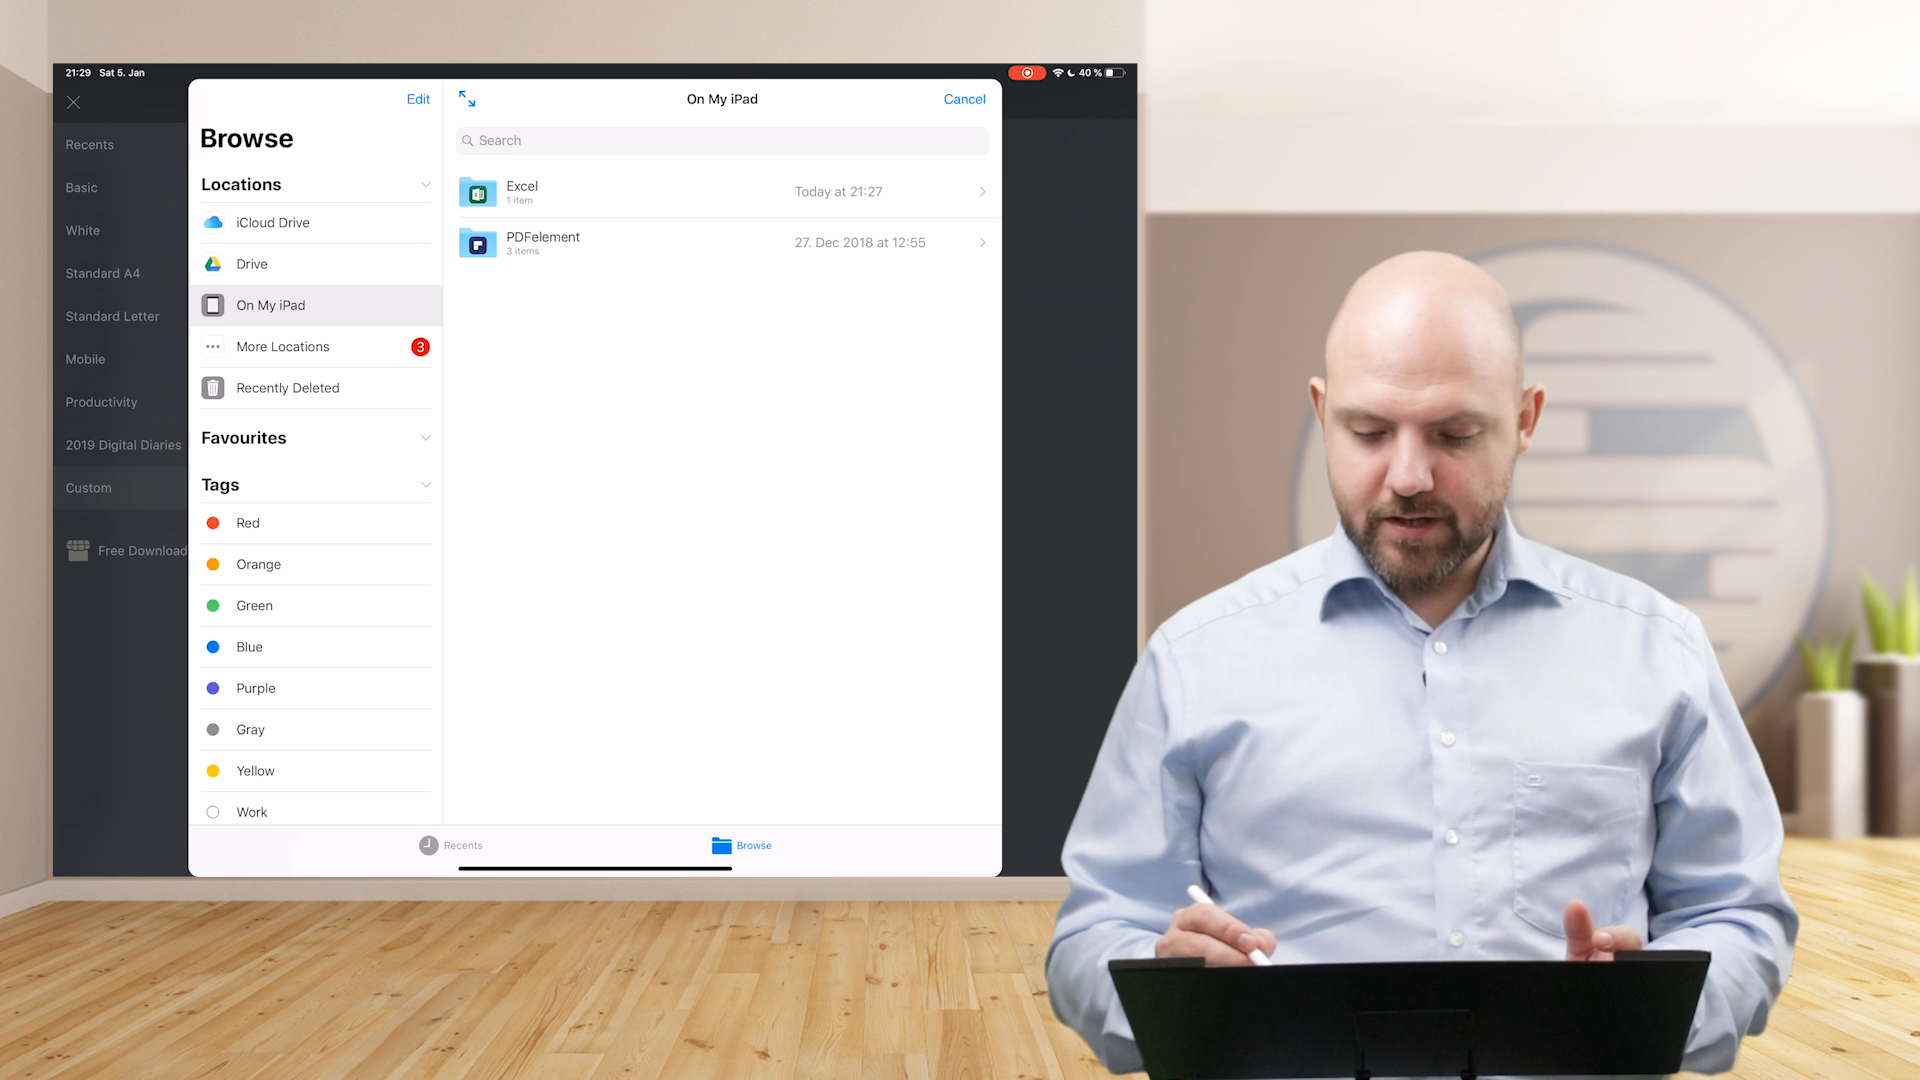 21:29 Sat 5. Jan
40 %
Recents
Basic
White
Standard A4
Standard Letter
Mobile
Productivity
2019 Digital Diaries
Custom
Free Download
Edit
Browse
Locations
iCloud Drive
Drive
On My iPad
More Locations
3
Recently Deleted
Favourites
Tags
Red
Orange
Green
Blue
Purple
Gray
Yellow
Work
On My iPad
Cancel
Search
Excel
1 item
Today at 21:27
PDFelement
3 items
27. Dec 2018 at 12:55
Recents
Browse